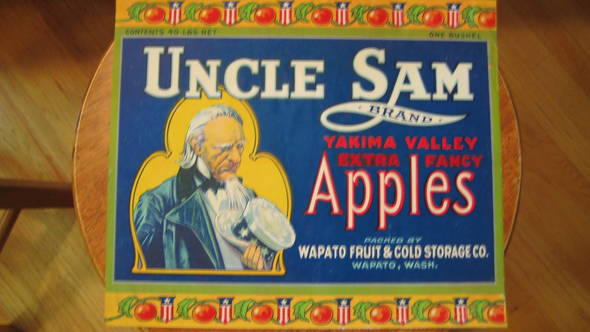 CONTENTS 40 LBS NET ONE BUSHEL
UNCLE SAM
BRAND
YAKIMA VALLEY
EXTRA FANCY
Apples
PACKED BY
WAPATO FRUIT & COLD STORAGE CO.
WAPATO, WASH.